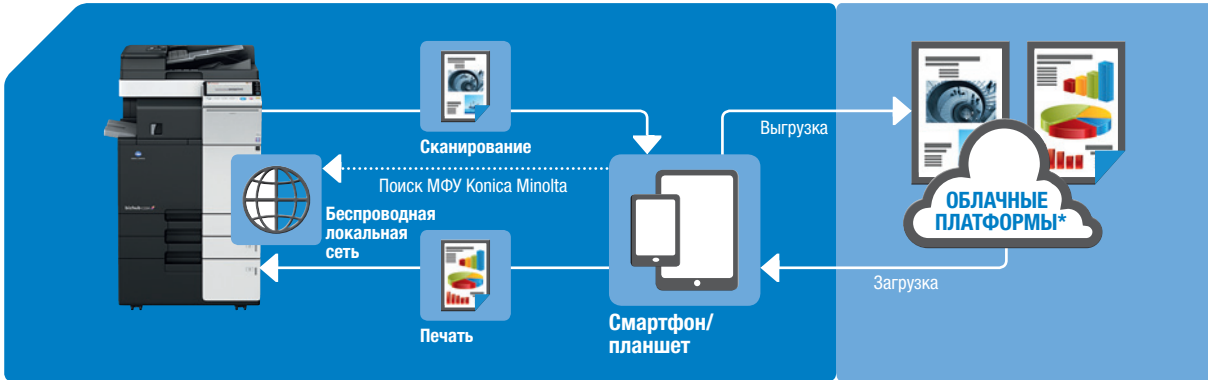 Сканирование
Поиск МФУ Konica Minolta
Беспроводная
локальная
сеть
Печать
Смартфон/
планшет
Выгрузка
ОБЛАЧНЫЕ
ПЛАТФОРМЫ*
Загрузка